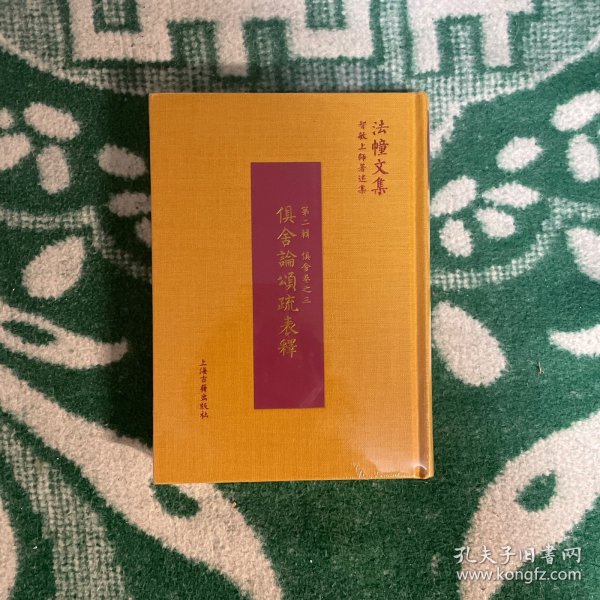 法幢文集
智敏上師著述集
第二輯 俱舍卷之三
俱舍論頌疏表釋
上海古籍出版社
孔夫子旧书网
www.kongfz.com